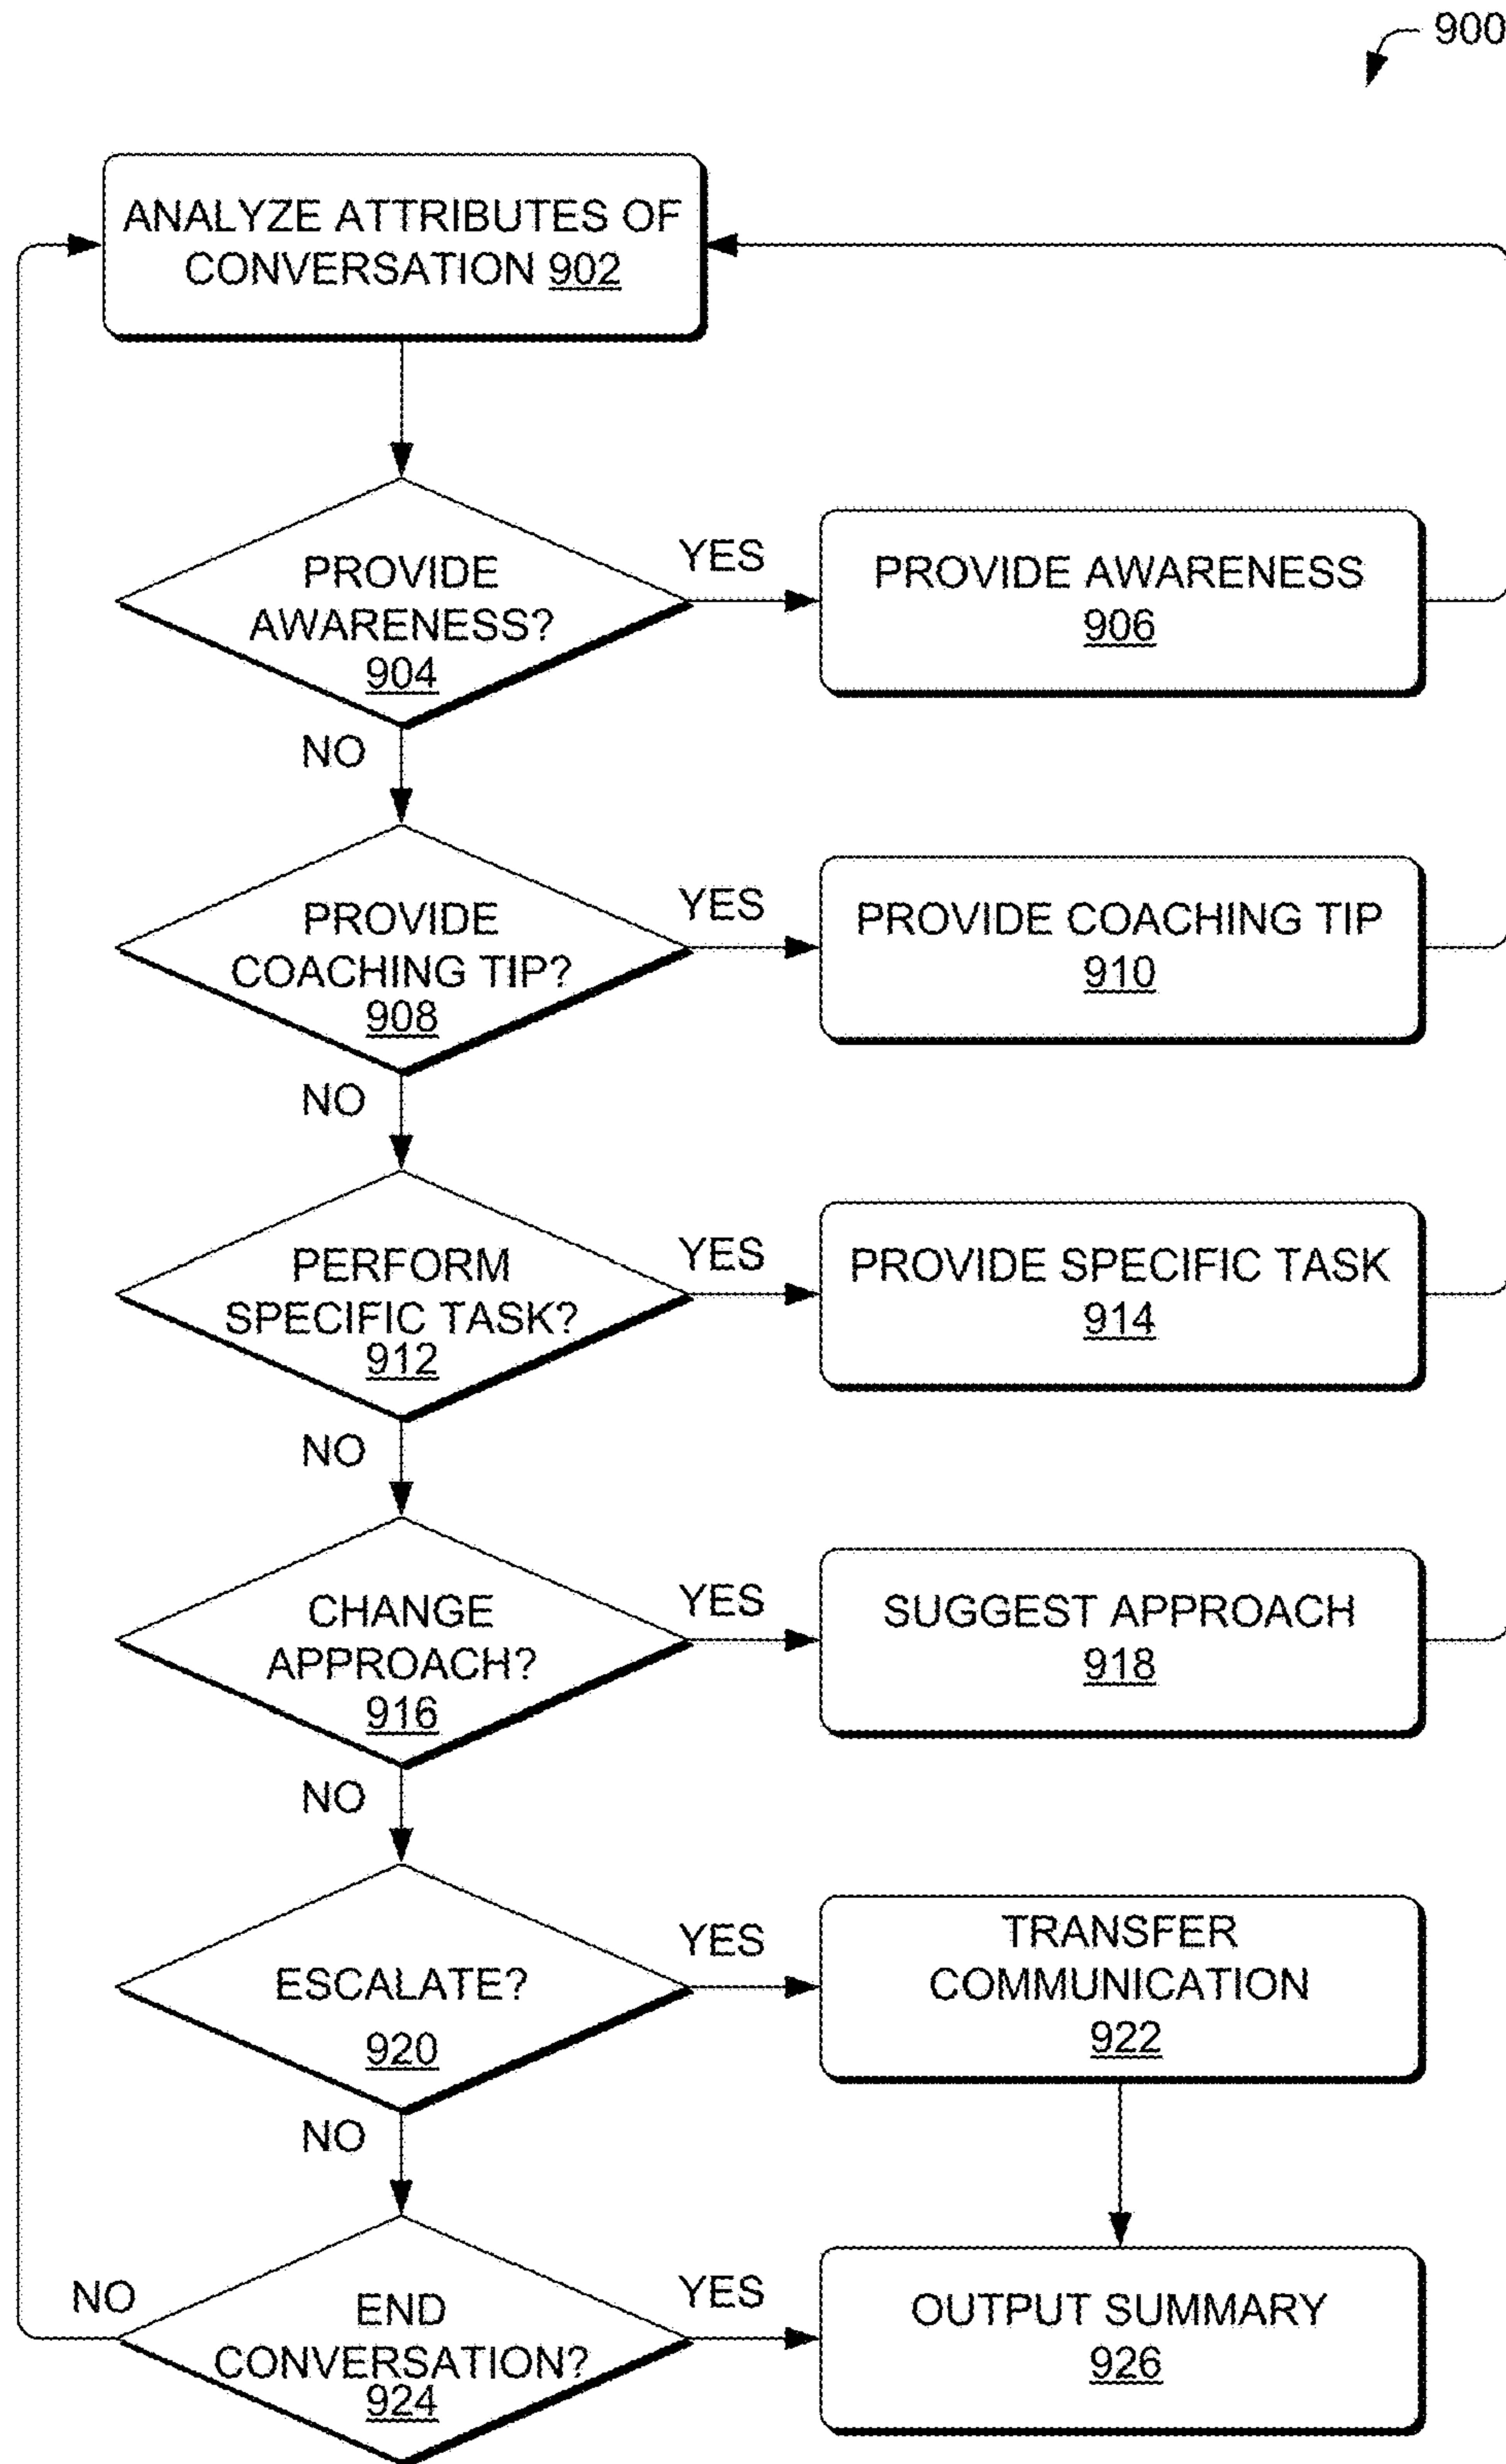 900
ANALYZE ATTRIBUTES OF
CONVERSATION 902
PROVIDE
AWARENESS?
904
YES
PROVIDE AWARENESS
906
NO
PROVIDE
COACHING TIP?
908
YES
PROVIDE COACHING TIP
910
NO
PERFORM
SPECIFIC TASK?
912
YES
PROVIDE SPECIFIC TASK
914
NO
CHANGE
APPROACH?
916
YES
SUGGEST APPROACH
918
NO
ESCALATE?
920
YES
TRANSFER
COMMUNICATION
922
NO
END
CONVERSATION?
924
NO
YES
OUTPUT SUMMARY
926